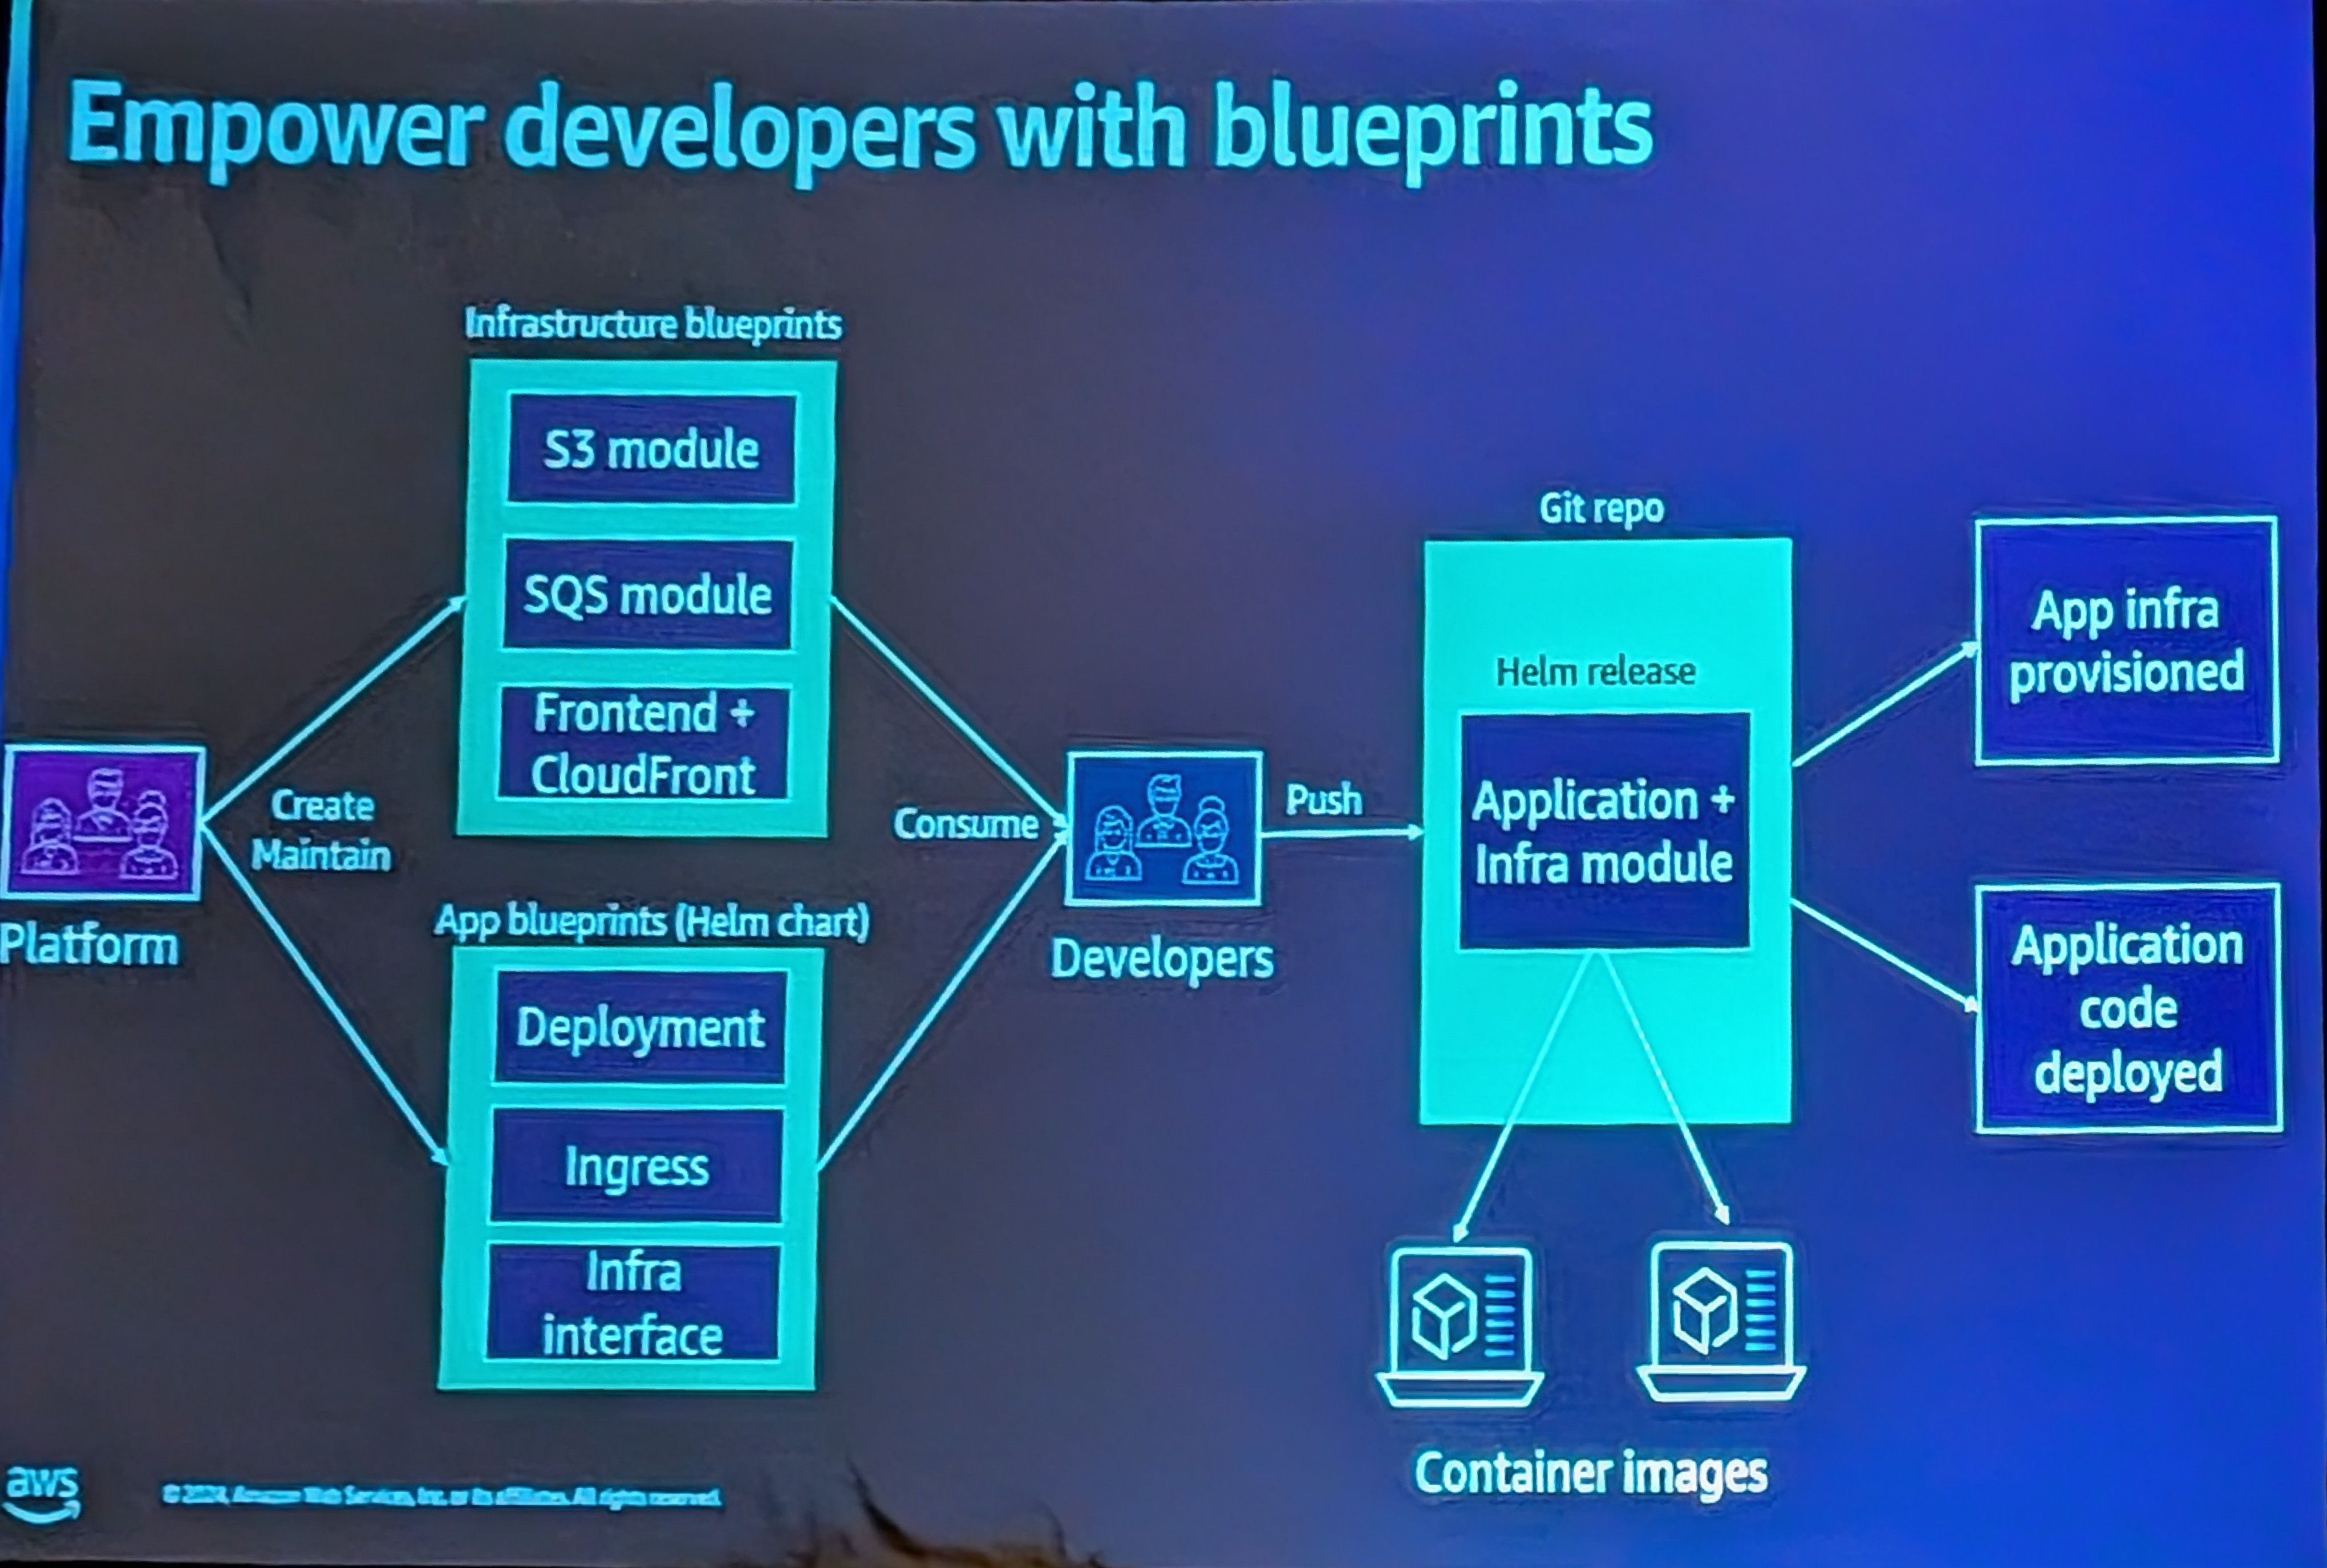 Empower developers with blueprints
Infrastructure blueprints
S3 module
SQS module
Frontend +
CloudFront
Create
Maintain
Platform
App blueprints (Helm chart)
Deployment
Ingress
Infra
interface
Consume
Developers
Push
Git repo
Helm release
Application +
Infra module
App infra
provisioned
Application
code
deployed
Container images
aws
© 2024, Amazon Web Services, Inc. or its affiliates. All rights reserved.